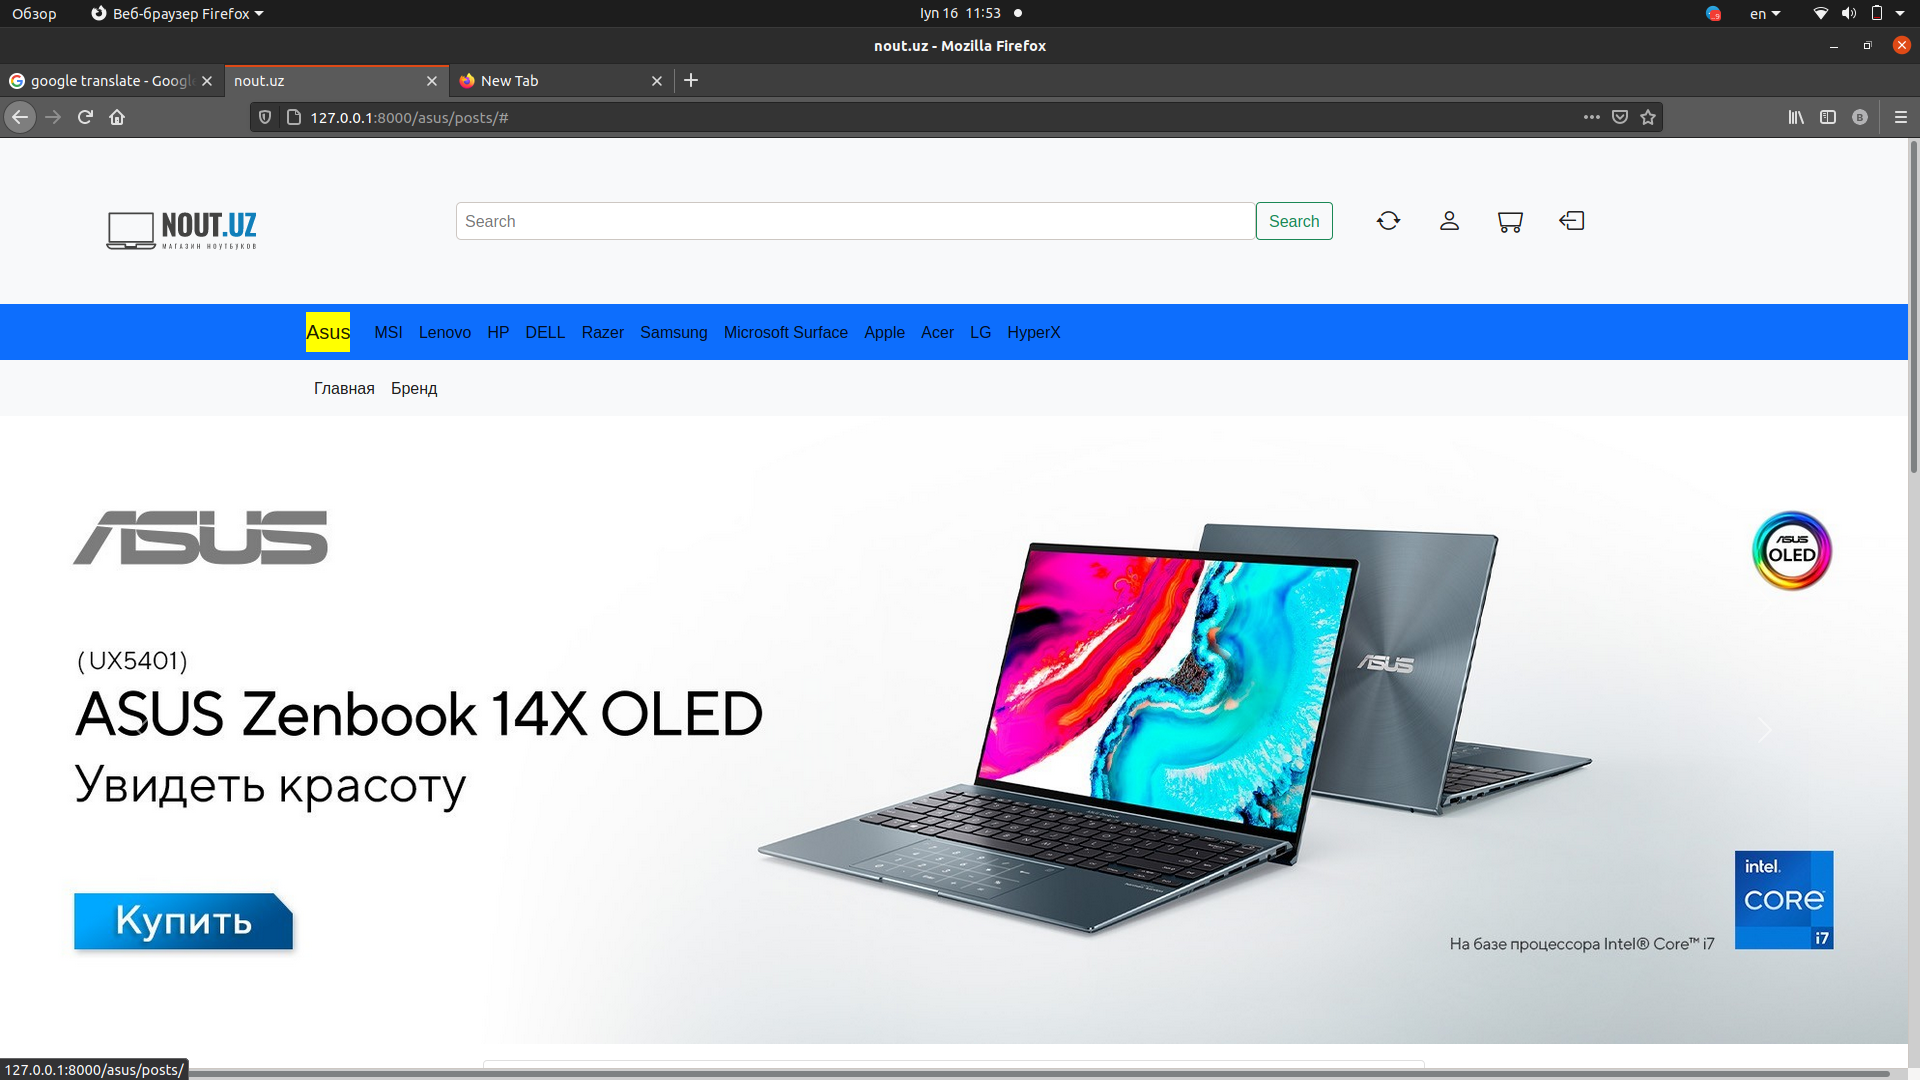 Обзор
Веб-браузер Firefox
Iyn 16 11:53
en
nout.uz - Mozilla Firefox
google translate - Googl
nout.uz
New Tab
127.0.0.1:8000/asus/posts/#
NOUT.UZ
МАГАЗИН НОУТБУКОВ
Search
Search
Asus MSI Lenovo HP DELL Razer Samsung Microsoft Surface Apple Acer LG HyperX
Главная Бренд
ASUS
ASUS
OLED
(UX5401)
ASUS Zenbook 14X OLED
Увидеть красоту
ASUS
Купить
На базе процессора Intel® Core™ i7
intel.
CORE
i7
127.0.0.1:8000/asus/posts/